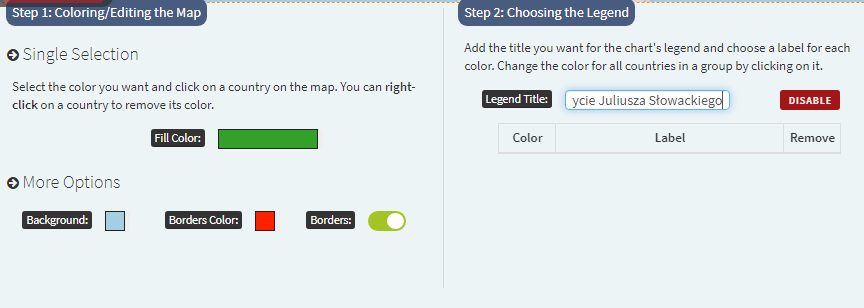 Step 1: Coloring/Editing the Map
Single Selection
Select the color you want and click on a country on the map. You can right-
click on a country to remove its color.
Fill Color:
More Options
Background:
Borders Color:
Borders:
Step 2: Choosing the Legend
Add the title you want for the chart's legend and choose a label for each
color. Change the color for all countries in a group by clicking on it.
Legend Title: ycie Juliusza Słowackiego DISABLE
Color Label Remove